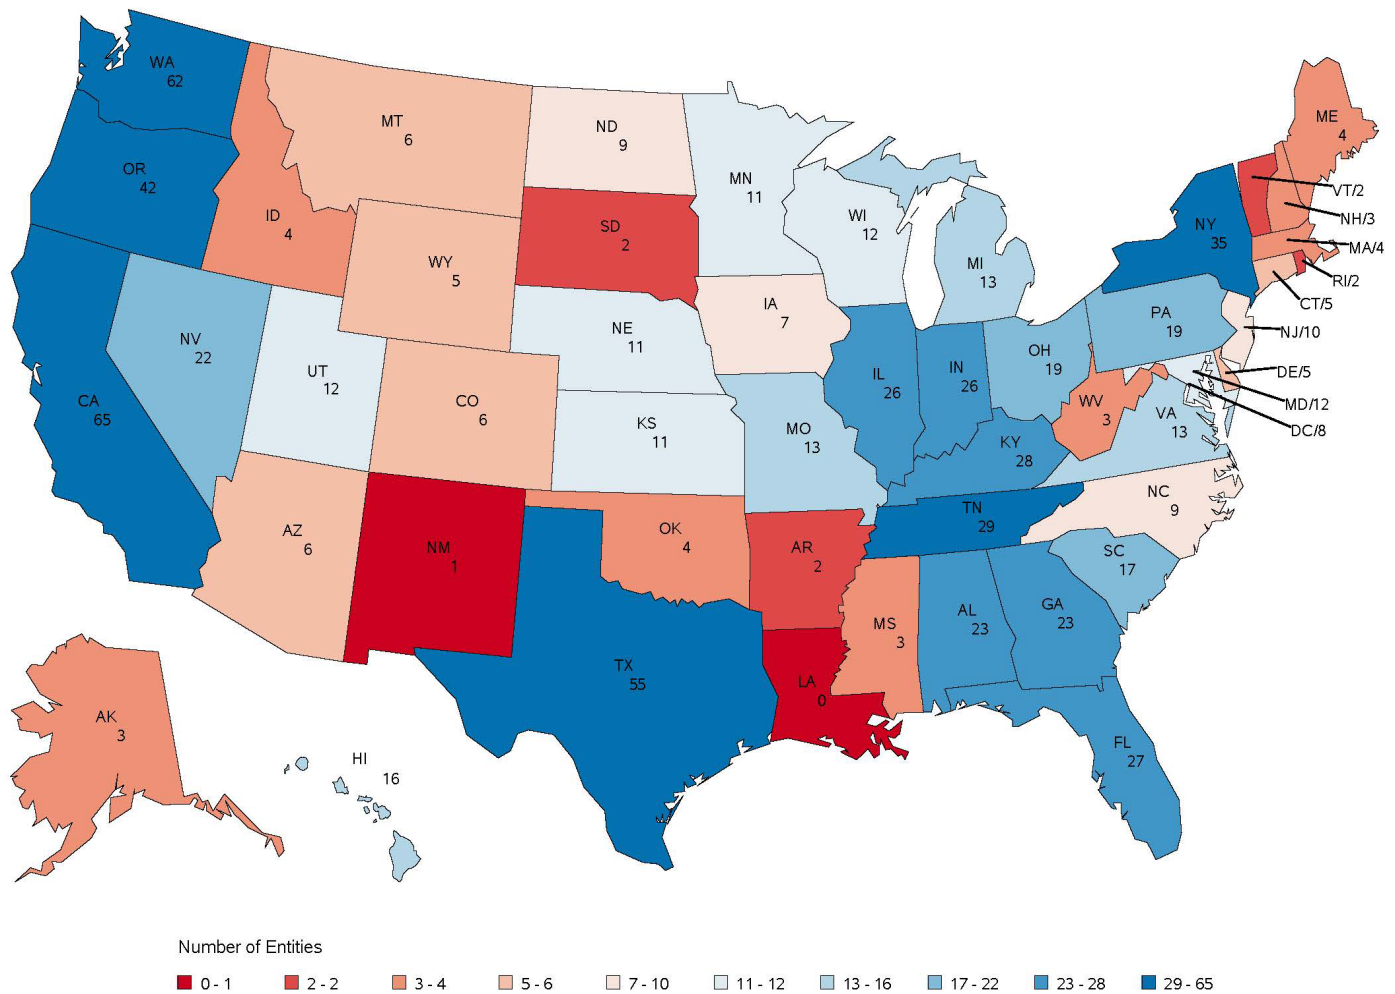 WA
62
MT
6
ND
9
ME
4
OR
42
ID
4
MN
11
SD
2
WI
12
VT/2
NH/3
NY
35
MA/4
WY
5
MI
13
RI/2
CT/5
IA
7
PA
19
NJ/10
NV
22
NE
11
UT
12
OH
19
IL
26
IN
26
DE/5
CA
65
CO
6
WV
3
MD/12
VA
13
DC/8
KS
11
MO
13
KY
28
NC
9
TN
29
AZ
6
NM
1
OK
4
AR
2
SC
17
AL
23
GA
23
MS
3
TX
55
LA
0
AK
3
HI
16
FL
27
Number of Entities
0 - 1
2 - 2
3 - 4
5 - 6
7 - 10
11 - 12
13 - 16
17 - 22
23 - 28
29 - 65